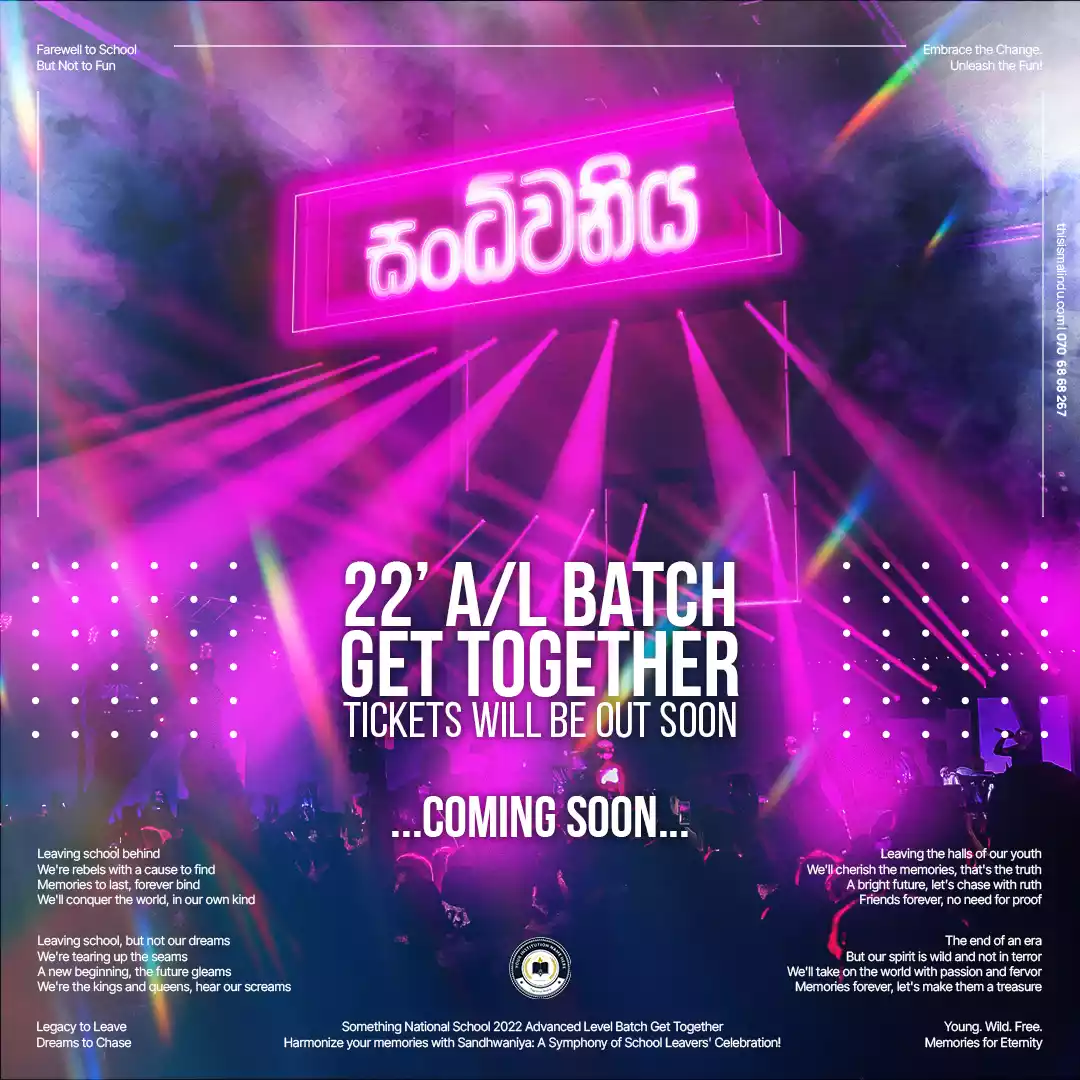 Farewell to School
But Not to Fun
Embrace the Change.
Unleash the Fun!
සංධ්වනිය
thisismalindu.com | 070 68 68 267
22’ A/L BATCH
GET TOGETHER
TICKETS WILL BE OUT SOON
...COMING SOON...
Leaving school behind
We're rebels with a cause to find
Memories to last, forever bind
We'll conquer the world, in our own kind
Leaving school, but not our dreams
We're tearing up the seams
A new beginning, the future gleams
We're the kings and queens, hear our screams
Legacy to Leave
Dreams to Chase
Leaving the halls of our youth
We'll cherish the memories, that's the truth
A bright future, let's chase with ruth
Friends forever, no need for proof
The end of an era
But our spirit is wild and not in terror
We'll take on the world with passion and fervor
Memories forever, let's make them a treasure
Young. Wild. Free.
Memories for Eternity
YOUR INSTITUTION NAME HERE
Something National School 2022 Advanced Level Batch Get Together
Harmonize your memories with Sandhwaniya: A Symphony of School Leavers' Celebration!